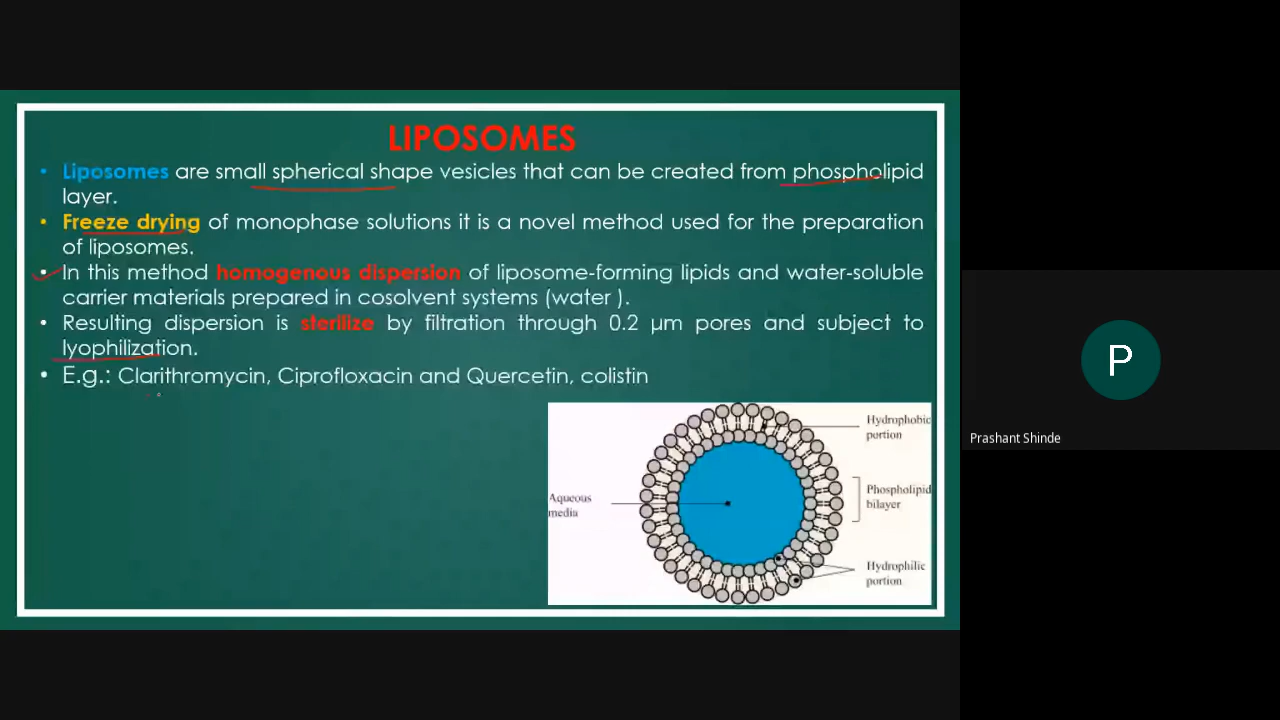 LIPOSOMES
• Liposomes are small spherical shape vesicles that can be created from phospholipid
layer.
• Freeze drying of monophase solutions it is a novel method used for the preparation
of liposomes.
• In this method homogenous dispersion of liposome-forming lipids and water-soluble
carrier materials prepared in cosolvent systems (water ).
• Resulting dispersion is sterilize by filtration through 0.2 µm pores and subject to
lyophilization.
• E.g.: Clarithromycin, Ciprofloxacin and Quercetin, colistin
Hydrophobic
portion
Aqueous
media
Phospholipid
bilayer
Hydrophilic
portion
P
Prashant Shinde